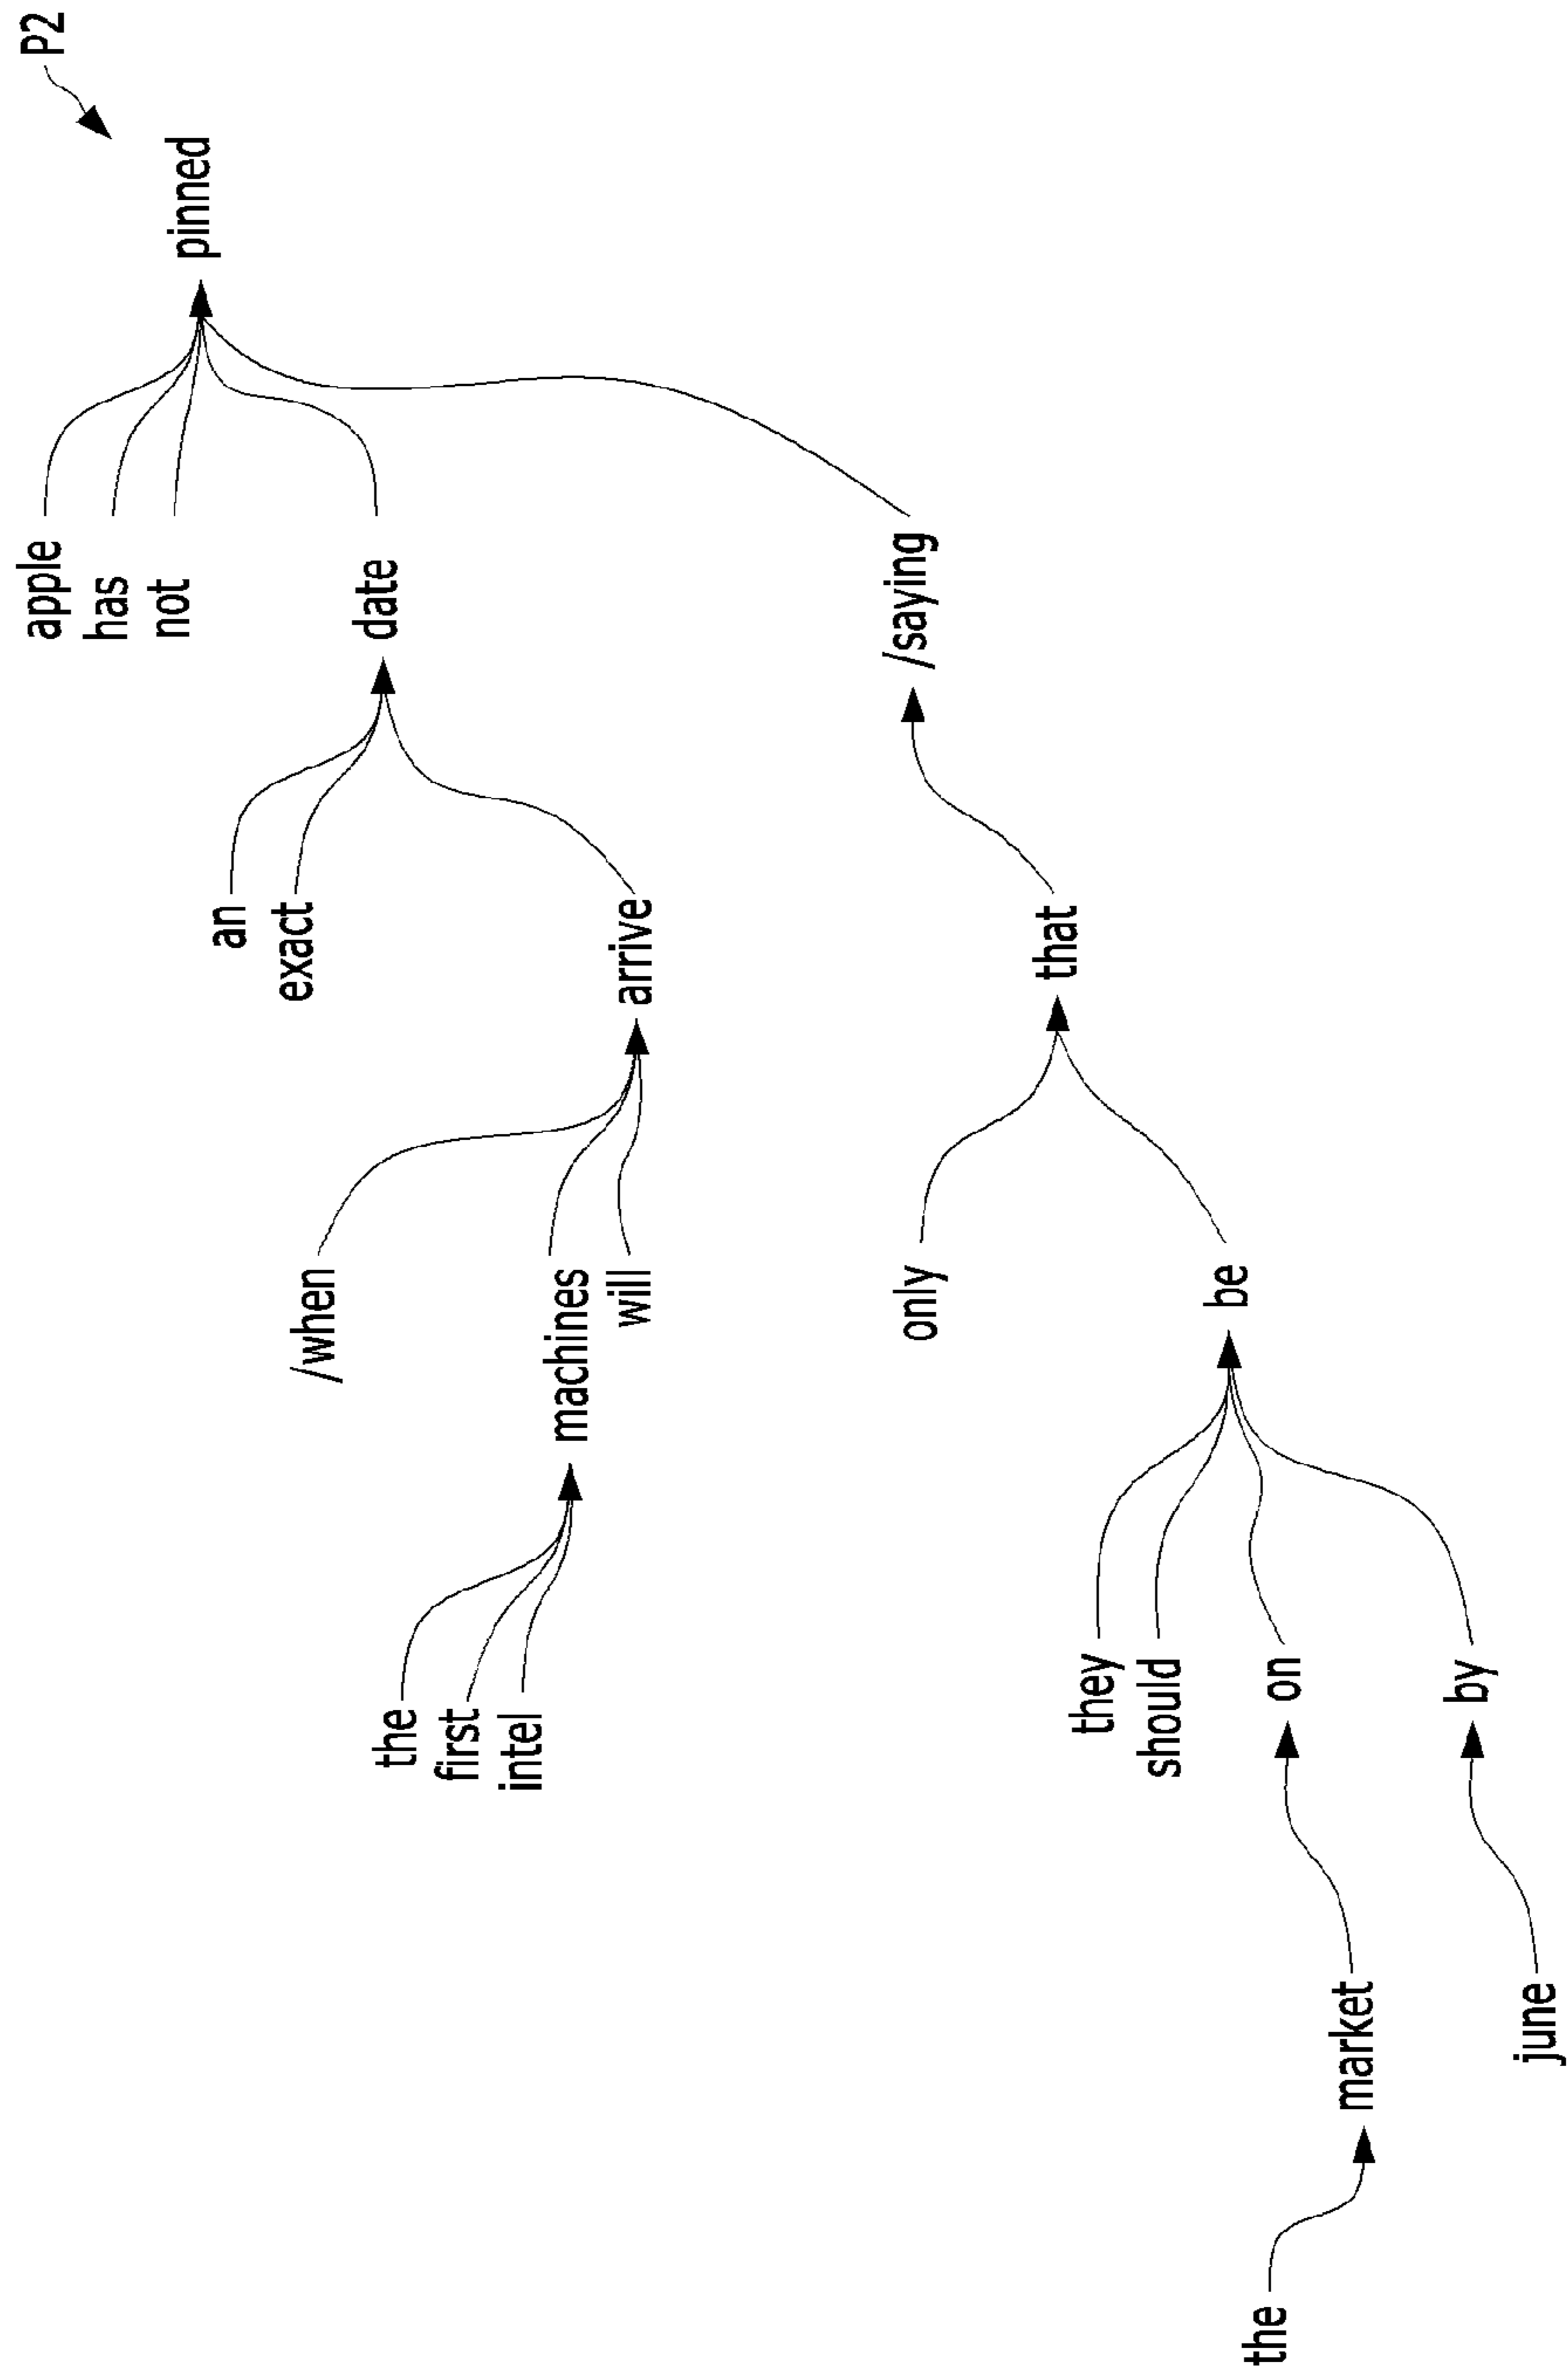 P2
pinned
apple
has
not
date
/saying
an
exact
arrive
that
/when
machines
will
only
be
the
first
intel
they
should
on
by
market
june
the